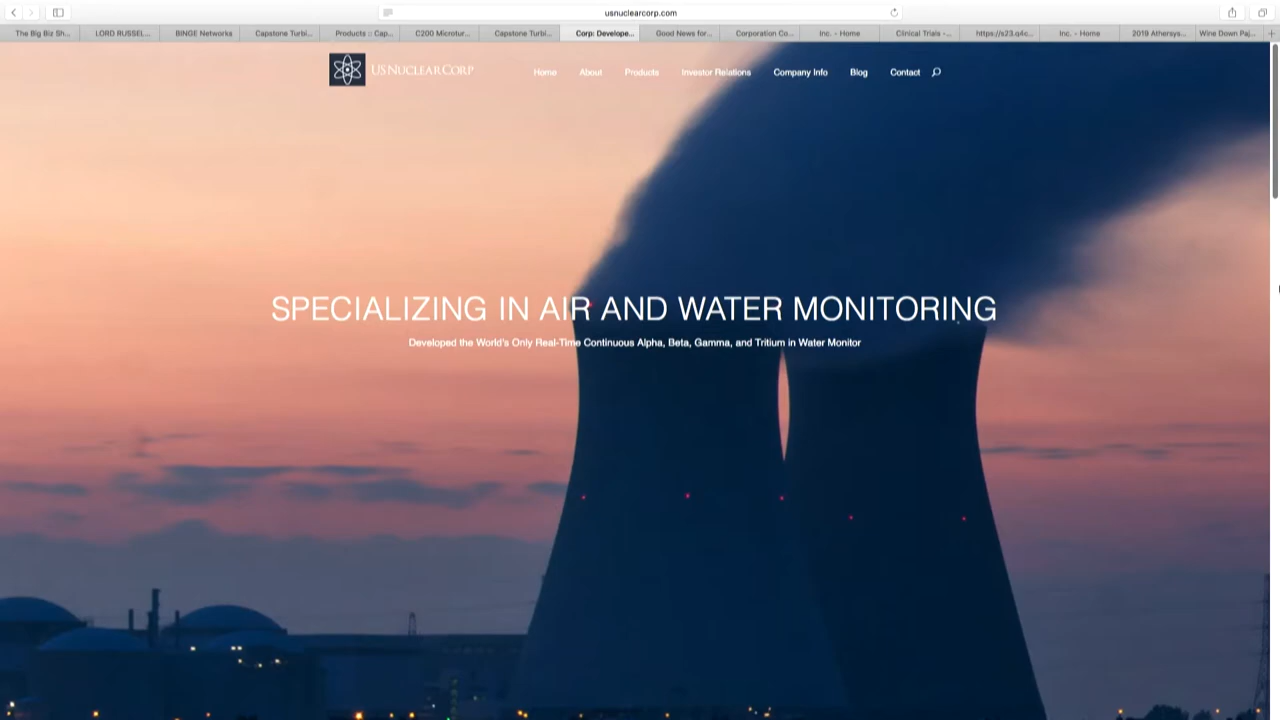 usnuclearcorp.com
The Big Biz Sh...
LORD RUSSEL...
BINGE Networks
Capstone Turbi...
Products :: Cap...
C200 Microtur...
Capstone Turbi...
Corp: Develope...
Good News for...
Corporation Co...
Inc. - Home
Clinical Trials -...
https://s23.q4c...
Inc. - Home
2019 Athersys...
Wine Down Paj...
US NUCLEAR CORP
Home About Products Investor Relations Company Info Blog Contact
SPECIALIZING IN AIR AND WATER MONITORING
Developed the World's Only Real-Time Continuous Alpha, Beta, Gamma, and Tritium in Water Monitor